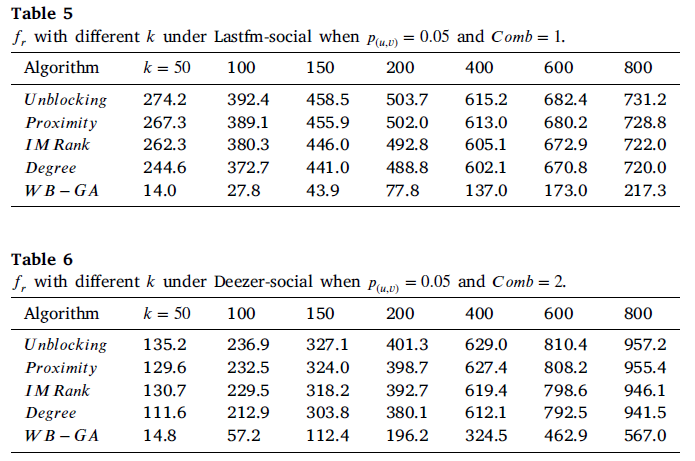 Table 5
f_r with different k under Lastfm-social when p_(u,v) = 0.05 and Comb = 1.
Algorithm k = 50 100 150 200 400 600 800
Unblocking 274.2 392.4 458.5 503.7 615.2 682.4 731.2
Proximity 267.3 389.1 455.9 502.0 613.0 680.2 728.8
IM Rank 262.3 380.3 446.0 492.8 605.1 672.9 722.0
Degree 244.6 372.7 441.0 488.8 602.1 670.8 720.0
WB − GA 14.0 27.8 43.9 77.8 137.0 173.0 217.3
Table 6
f_r with different k under Deezer-social when p_(u,v) = 0.05 and Comb = 2.
Algorithm k = 50 100 150 200 400 600 800
Unblocking 135.2 236.9 327.1 401.3 629.0 810.4 957.2
Proximity 129.6 232.5 324.0 398.7 627.4 808.2 955.4
IM Rank 130.7 229.5 318.2 392.7 619.4 798.6 946.1
Degree 111.6 212.9 303.8 380.1 612.1 792.5 941.5
WB − GA 14.8 57.2 112.4 196.2 324.5 462.9 567.0